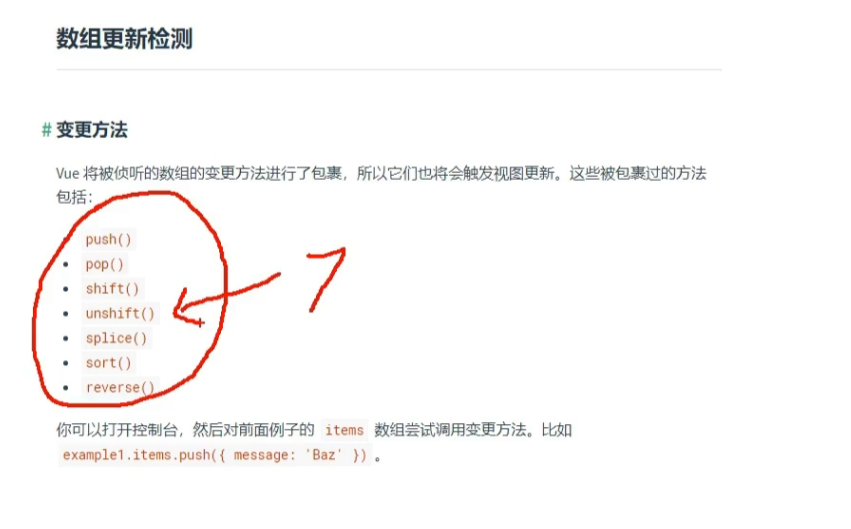 数组更新检测
# 变更方法
Vue 将被侦听的数组的变更方法进行了包裹，所以它们也将会触发视图更新。这些被包裹过的方法
包括：
push()
pop()
shift()
unshift()
splice()
sort()
reverse()
7
你可以打开控制台，然后对前面例子的 items 数组尝试调用变更方法。比如
example1.items.push({ message: 'Baz' }) 。